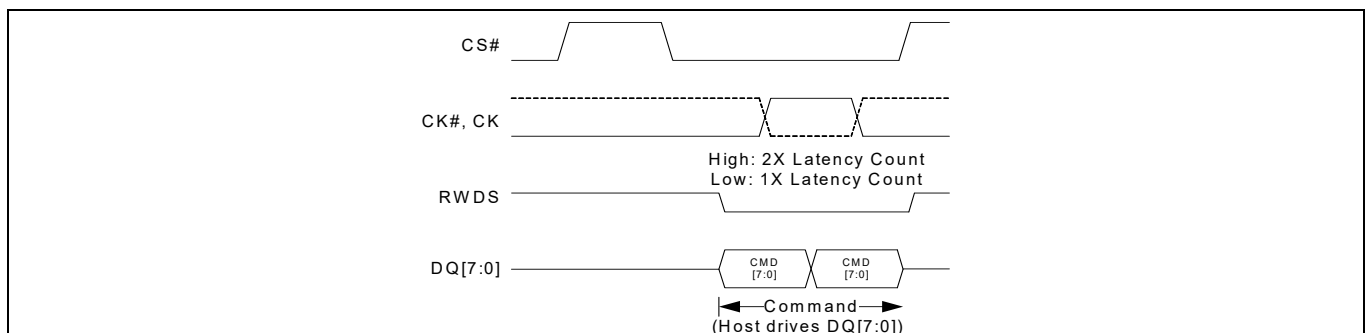 CS#
CK#, CK
High: 2X Latency Count
Low: 1X Latency Count
RWDS
DQ[7:0]
CMD
[7:0]
CMD
[7:0]
Command
(Host drives DQ[7:0])